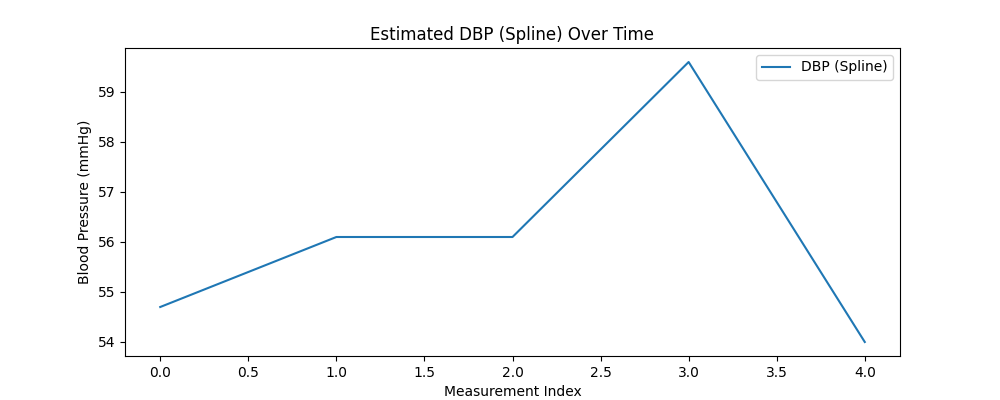 Estimated DBP (Spline) Over Time
DBP (Spline)
Blood Pressure (mmHg)
59
58
57
56
55
54
0.0 0.5 1.0 1.5 2.0 2.5 3.0 3.5 4.0
Measurement Index